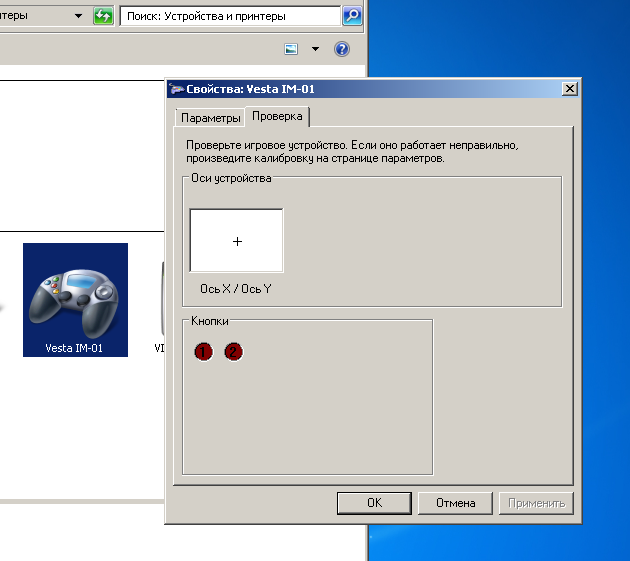 нтеры
Поиск: Устройства и принтеры
Свойства: Vesta IM-01
Параметры
Проверка
Проверьте игровое устройство. Если оно работает неправильно,
произведите калибровку на странице параметров.
Оси устройства
Ось X / Ось Y
Vesta IM-01
VI
Кнопки
1 2
OK
Отмена
Применить